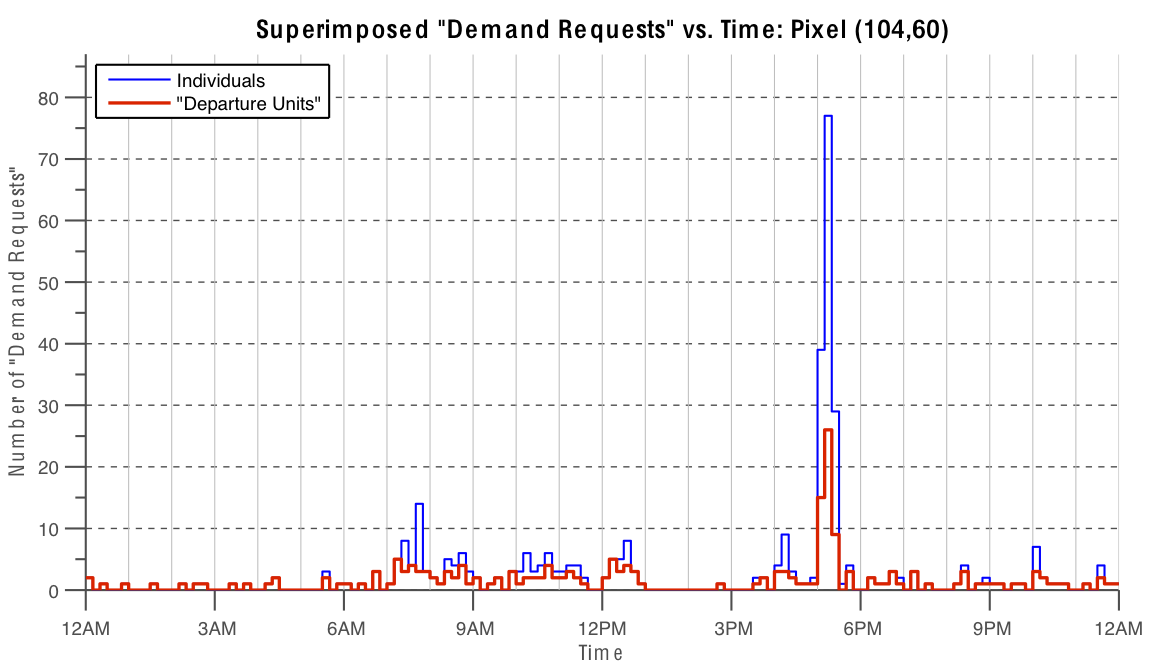 Superimposed "Demand Requests" vs. Time: Pixel (104,60)
Individuals
"Departure Units"
Number of "Demand Requests"
80
70
60
50
40
30
20
10
0
12AM 3AM 6AM 9AM 12PM 3PM 6PM 9PM 12AM
Time